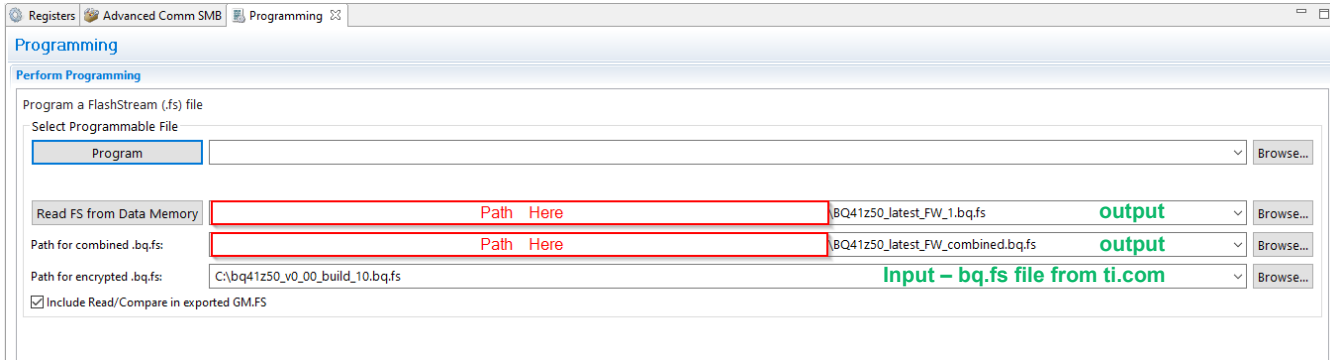 Registers Advanced Comm SMB Programming
Programming
Perform Programming
Program a FlashStream (.fs) file
Select Programmable File
Program Browse...
Read FS from Data Memory Path Here \BQ41z50_latest_FW_1.bq.fs output Browse...
Path for combined .bq.fs: Path Here \BQ41z50_latest_FW_combined.bq.fs output Browse...
Path for encrypted .bq.fs: C:\bq41z50_v0_00_build_10.bq.fs Input – bq.fs file from ti.com Browse...
Include Read/Compare in exported GM.FS